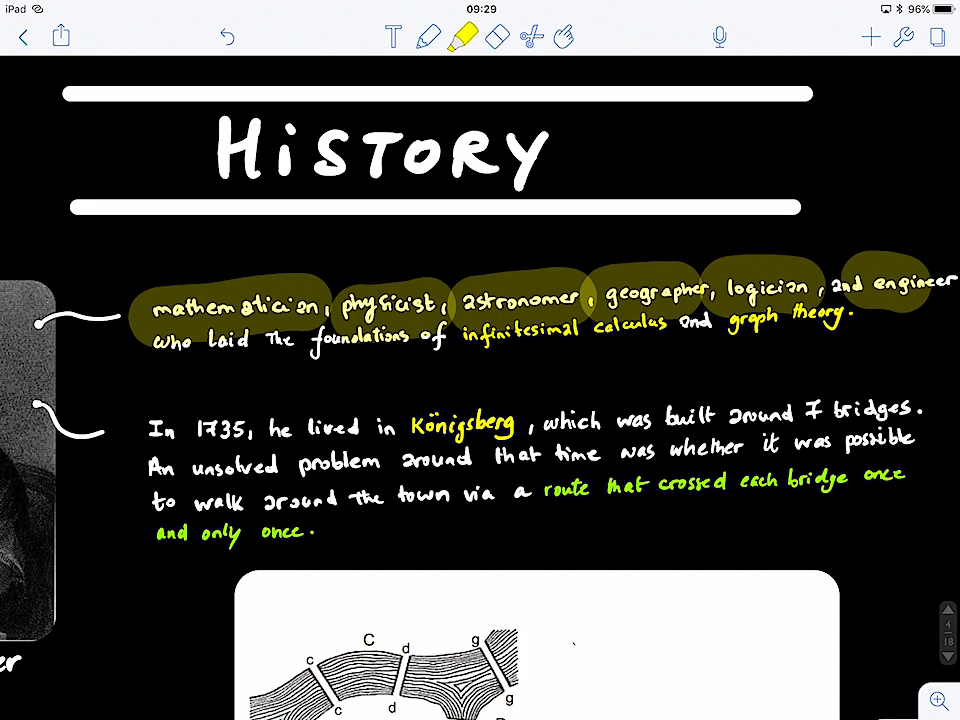 iPad
09:29
96%
T
HISTORY
mathematician, physicist, astronomer, geographer, logician, and engineer
who laid the foundations of infinitesimal calculus and graph theory.
In 1735, he lived in Königsberg, which was built around 7 bridges.
An unsolved problem around that time was whether it was possible
to walk around the town via a route that crossed each bridge once
and only once.
er
C
c
d
g
c
d
g
4
18